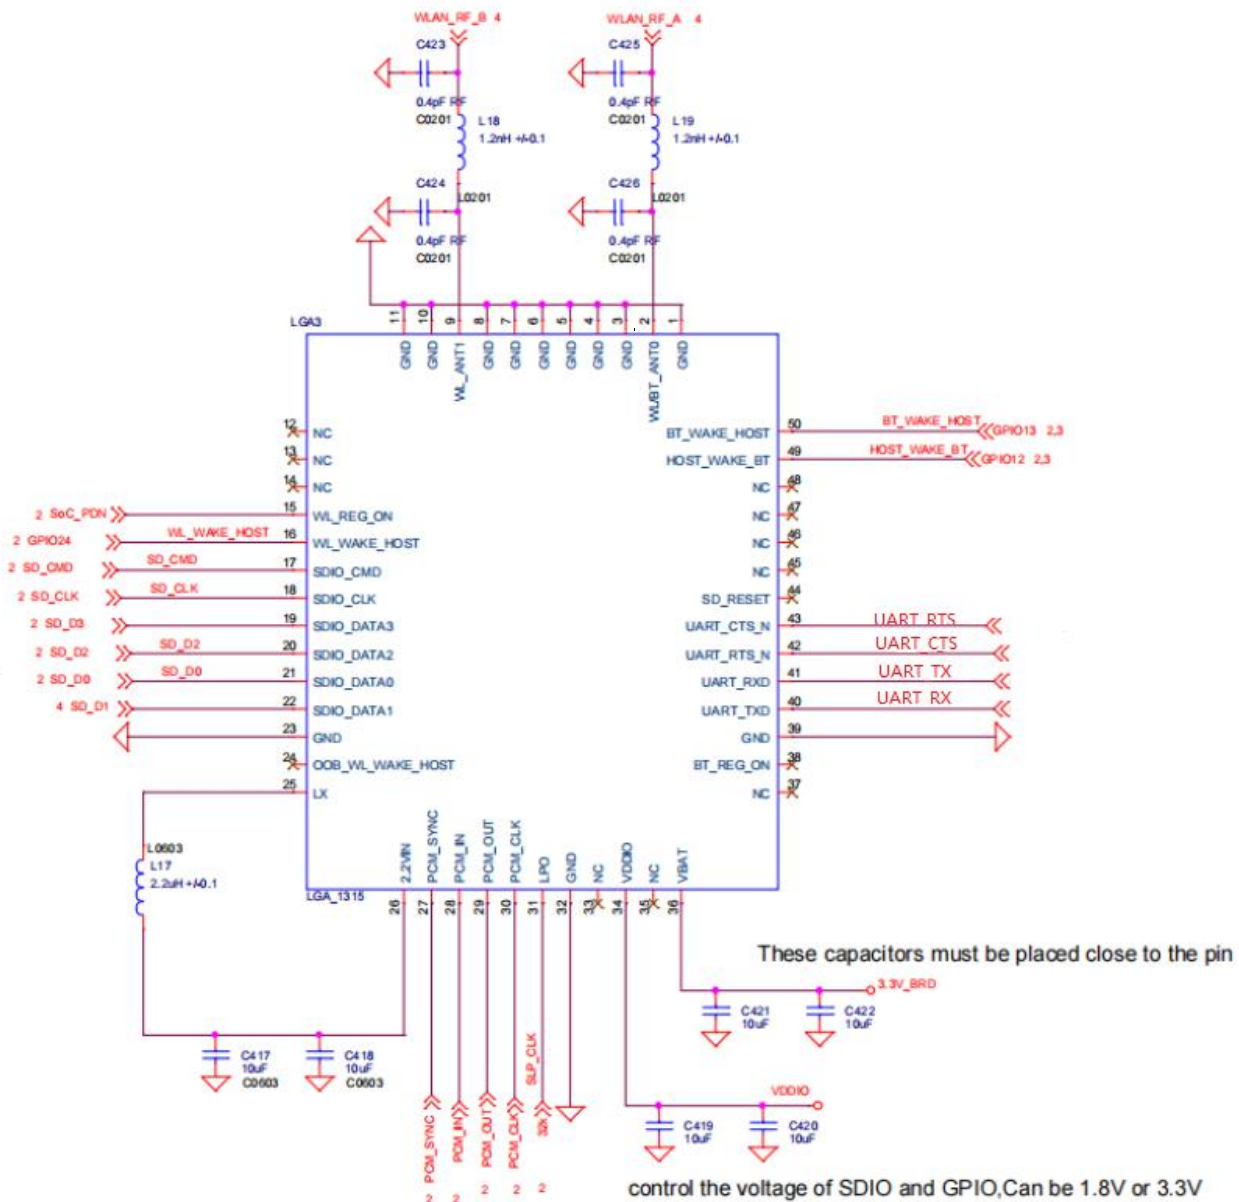 WLAN_RF_B 4
WLAN_RF_A 4
C423
0.4pF RF
C0201
L18
1.2nH +/-0.1
C425
0.4pF RF
C0201
L19
1.2nH +/-0.1
C424
L0201
0.4pF RF
C0201
C426
L0201
0.4pF RF
C0201
LGA3
11 10 9 8 7 6 5 4 3 2 1
GND GND WL_ANT1 GND GND GND GND GND GND WL/BT_ANT0 GND
12 NC
13 NC
14 NC
2 SoC_PDN 15 WL_REG_ON
2 GPIO24 WL_WAKE_HOST 16 WL_WAKE_HOST
2 SD_CMD SD_CMD 17 SDIO_CMD
2 SD_CLK SD_CLK 18 SDIO_CLK
2 SD_D3 19 SDIO_DATA3
2 SD_D2 SD_D2 20 SDIO_DATA2
2 SD_D0 SD_D0 21 SDIO_DATA0
4 SD_D1 22 SDIO_DATA1
23 GND
24 OOB_WL_WAKE_HOST
25 LX
BT_WAKE_HOST 50 BT_WAKE_HOST GPIO13 2,3
HOST_WAKE_BT 49 HOST_WAKE_BT GPIO12 2,3
NC 48
NC 47
NC 46
NC 45
SD_RESET 44
UART_CTS_N 43 UART_RTS
UART_RTS_N 42 UART_CTS
UART_RXD 41 UART TX
UART_TXD 40 UART RX
GND 39
BT_REG_ON 38
NC 37
L0603
L17
2.2uH +/-0.1
2.2VIN PCM_SYNC PCM_IN PCM_OUT PCM_CLK LPO GND NC VDDIO NC VBAT
LGA_1315
26 27 28 29 30 31 32 33 34 35 36
These capacitors must be placed close to the pin
3.3V_BRD
C421
10uF
C422
10uF
C417
10uF
C0603
C418
10uF
C0603
SLP_CLK
VDDIO
C419
10uF
C420
10uF
PCM_SYNC PCM_IN PCM_OUT PCM_CLK 32K
2 2 2 2 2
control the voltage of SDIO and GPIO,Can be 1.8V or 3.3V